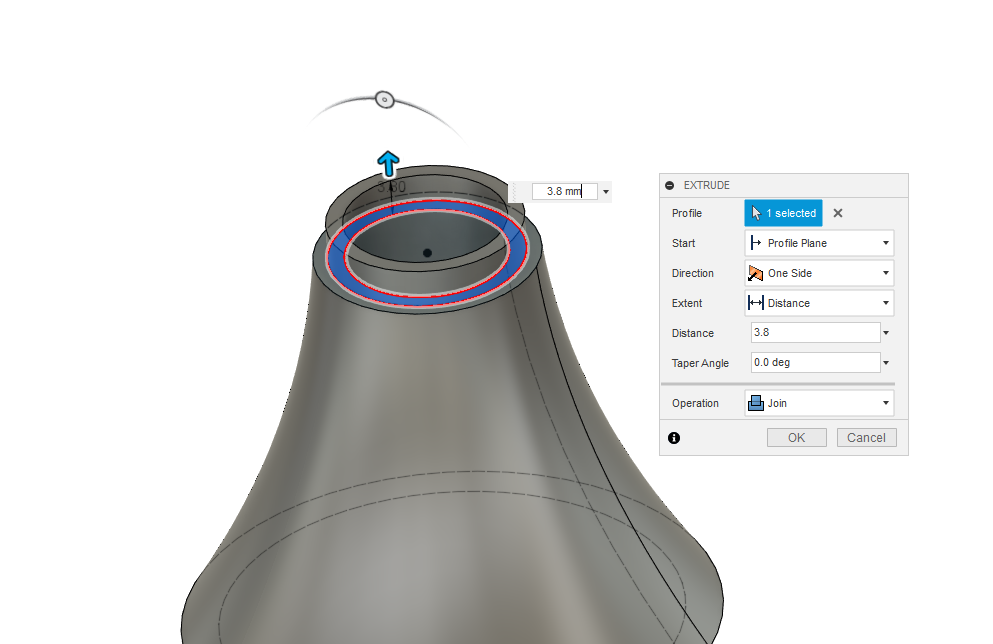 3.80
3.8 mm
EXTRUDE
Profile
1 selected
Start
Profile Plane
Direction
One Side
Extent
Distance
Distance
3.8
Taper Angle
0.0 deg
Operation
Join
OK
Cancel